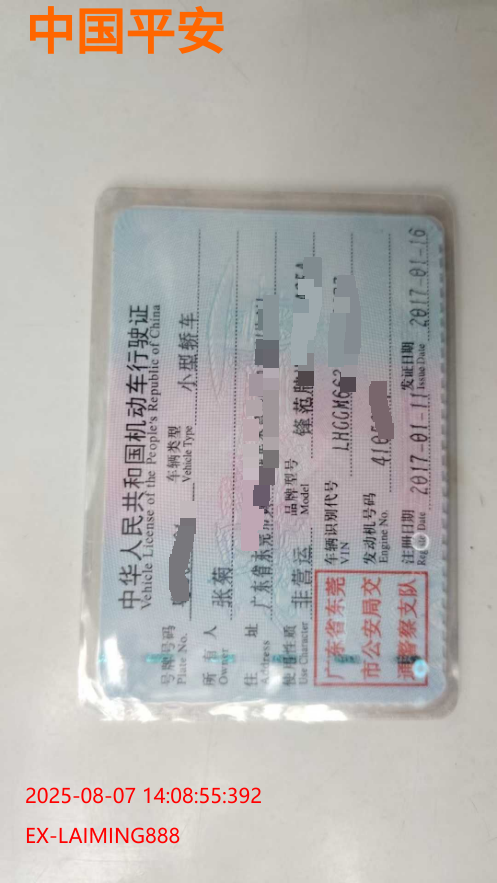 中国平安
中华人民共和国机动车行驶证
Vehicle License of the People's Republic of China
号牌号码
Plate No.
车辆类型 小型轿车
Vehicle Type
所有人 张菊
Owner
住址 广东省东莞
Address
使用性质 非营运
Use Character
品牌型号 锋范牌
Model
广东省东莞
市公安局交
通警察支队
车辆识别代号 LHGGM662
VIN
发动机号码 416
Engine No.
注册日期 2017-01-11
Register Date
发证日期 2017-01-16
Issue Date
2025-08-07 14:08:55:392
EX-LAIMING888